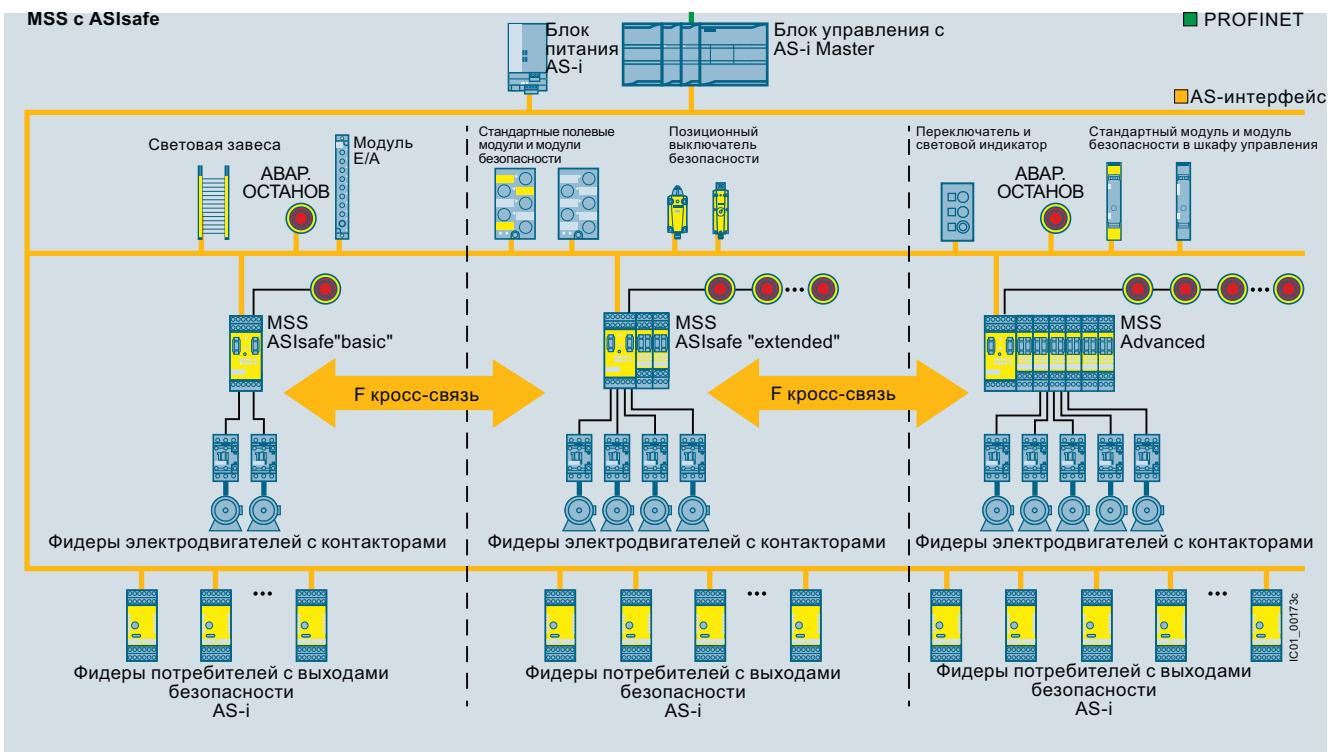 MSS с ASIsafe
PROFINET
Блок
питания
AS-i
Блок управления с
AS-i Master
AS-интерфейс
Световая завеса
АВАР.
ОСТАНОВ
Модуль
E/A
Стандартные полевые
модули и модули
безопасности
Позиционный
выключатель
безопасности
Переключатель и
световой индикатор
АВАР.
ОСТАНОВ
Стандартный модуль и модуль
безопасности в шкафу управления
MSS
ASIsafe"basic"
MSS
ASIsafe "extended"
MSS
Advanced
F кросс-связь
F кросс-связь
Фидеры электродвигателей с контакторами
Фидеры электродвигателей с контакторами
Фидеры электродвигателей с контакторами
Фидеры потребителей с выходами
безопасности
AS-i
Фидеры потребителей с выходами
безопасности
AS-i
Фидеры потребителей с выходами
безопасности
AS-i
IC01_00173c